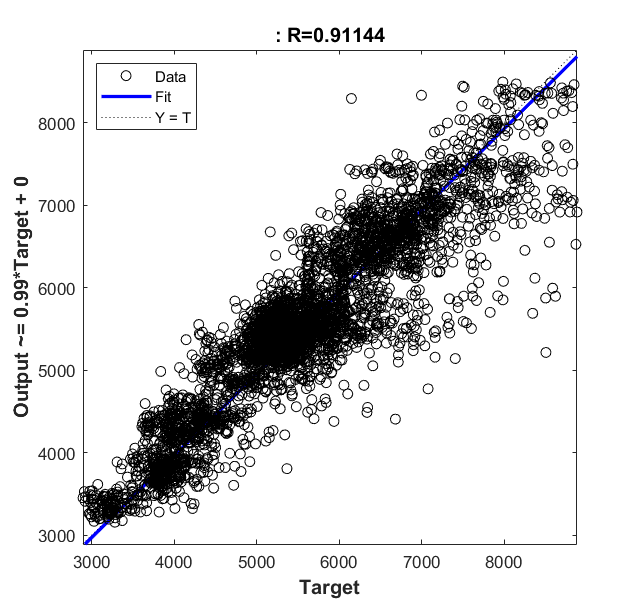 : R=0.91144
Data
Fit
Y = T
8000
7000
6000
5000
4000
3000
Output ~= 0.99*Target + 0
3000 4000 5000 6000 7000 8000
Target